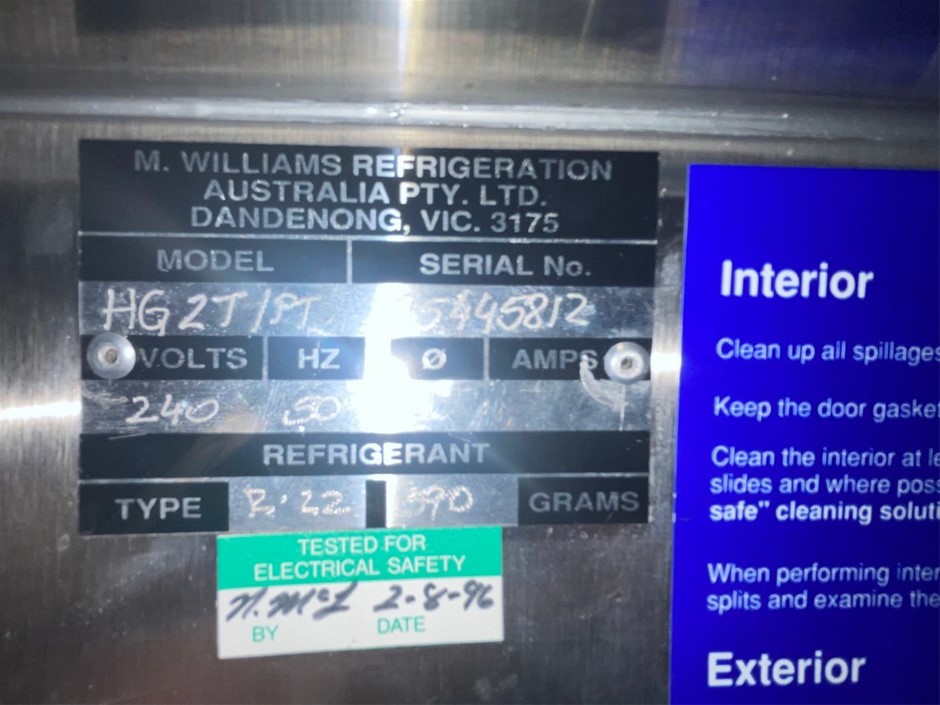 M. WILLIAMS REFRIGERATION
AUSTRALIA PTY. LTD.
DANDENONG, VIC. 3175
MODEL SERIAL No.
HG2T/PT 5445812
VOLTS HZ Ø AMPS
240 50
REFRIGERANT
TYPE R-22 390 GRAMS
TESTED FOR
ELECTRICAL SAFETY
N. McL 2-8-96
BY DATE
Interior
Clean up all spillages
Keep the door gasket
Clean the interior at le
slides and where poss
safe" cleaning soluti
When performing inter
splits and examine the
Exterior